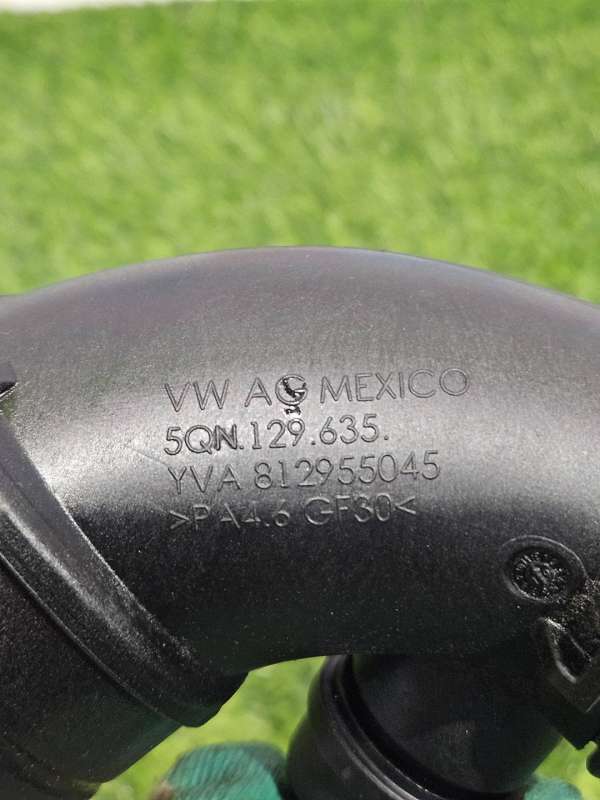 VW AG MEXICO
5QN.129.635.
YVA 812955045
>PA4.6 GF30<